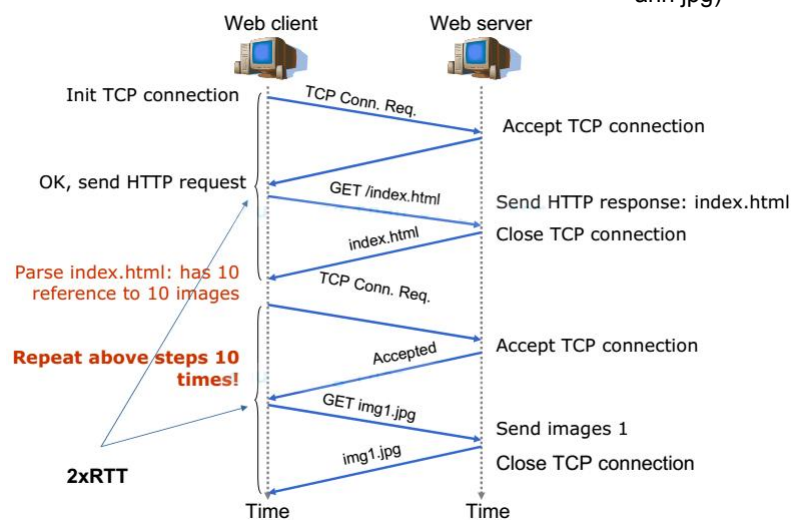 Web client
Web server
Init TCP connection
TCP Conn. Req.
Accept TCP connection
OK, send HTTP request
GET /index.html
Send HTTP response: index.html
index.html
Close TCP connection
Parse index.html: has 10
reference to 10 images
TCP Conn. Req.
Accept TCP connection
Repeat above steps 10
times!
Accepted
GET img1.jpg
Send images 1
img1.jpg
Close TCP connection
2xRTT
Time
Time